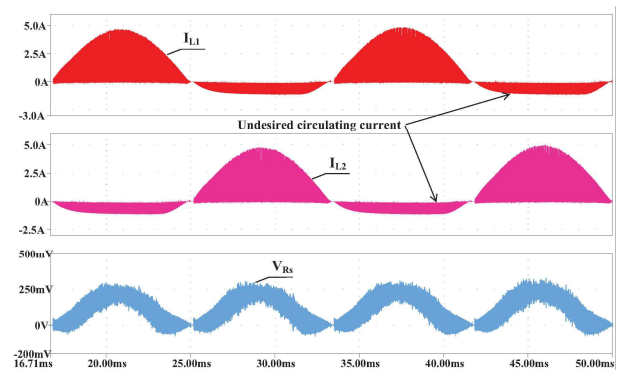 5.0A
I_L1
2.5A
0A
-3.0A
Undesired circulating current
5.0A
I_L2
2.5A
0A
-2.5A
500mV
V_Rs
250mV
0V
-200mV
16.71ms 20.00ms 25.00ms 30.00ms 35.00ms 40.00ms 45.00ms 50.00ms